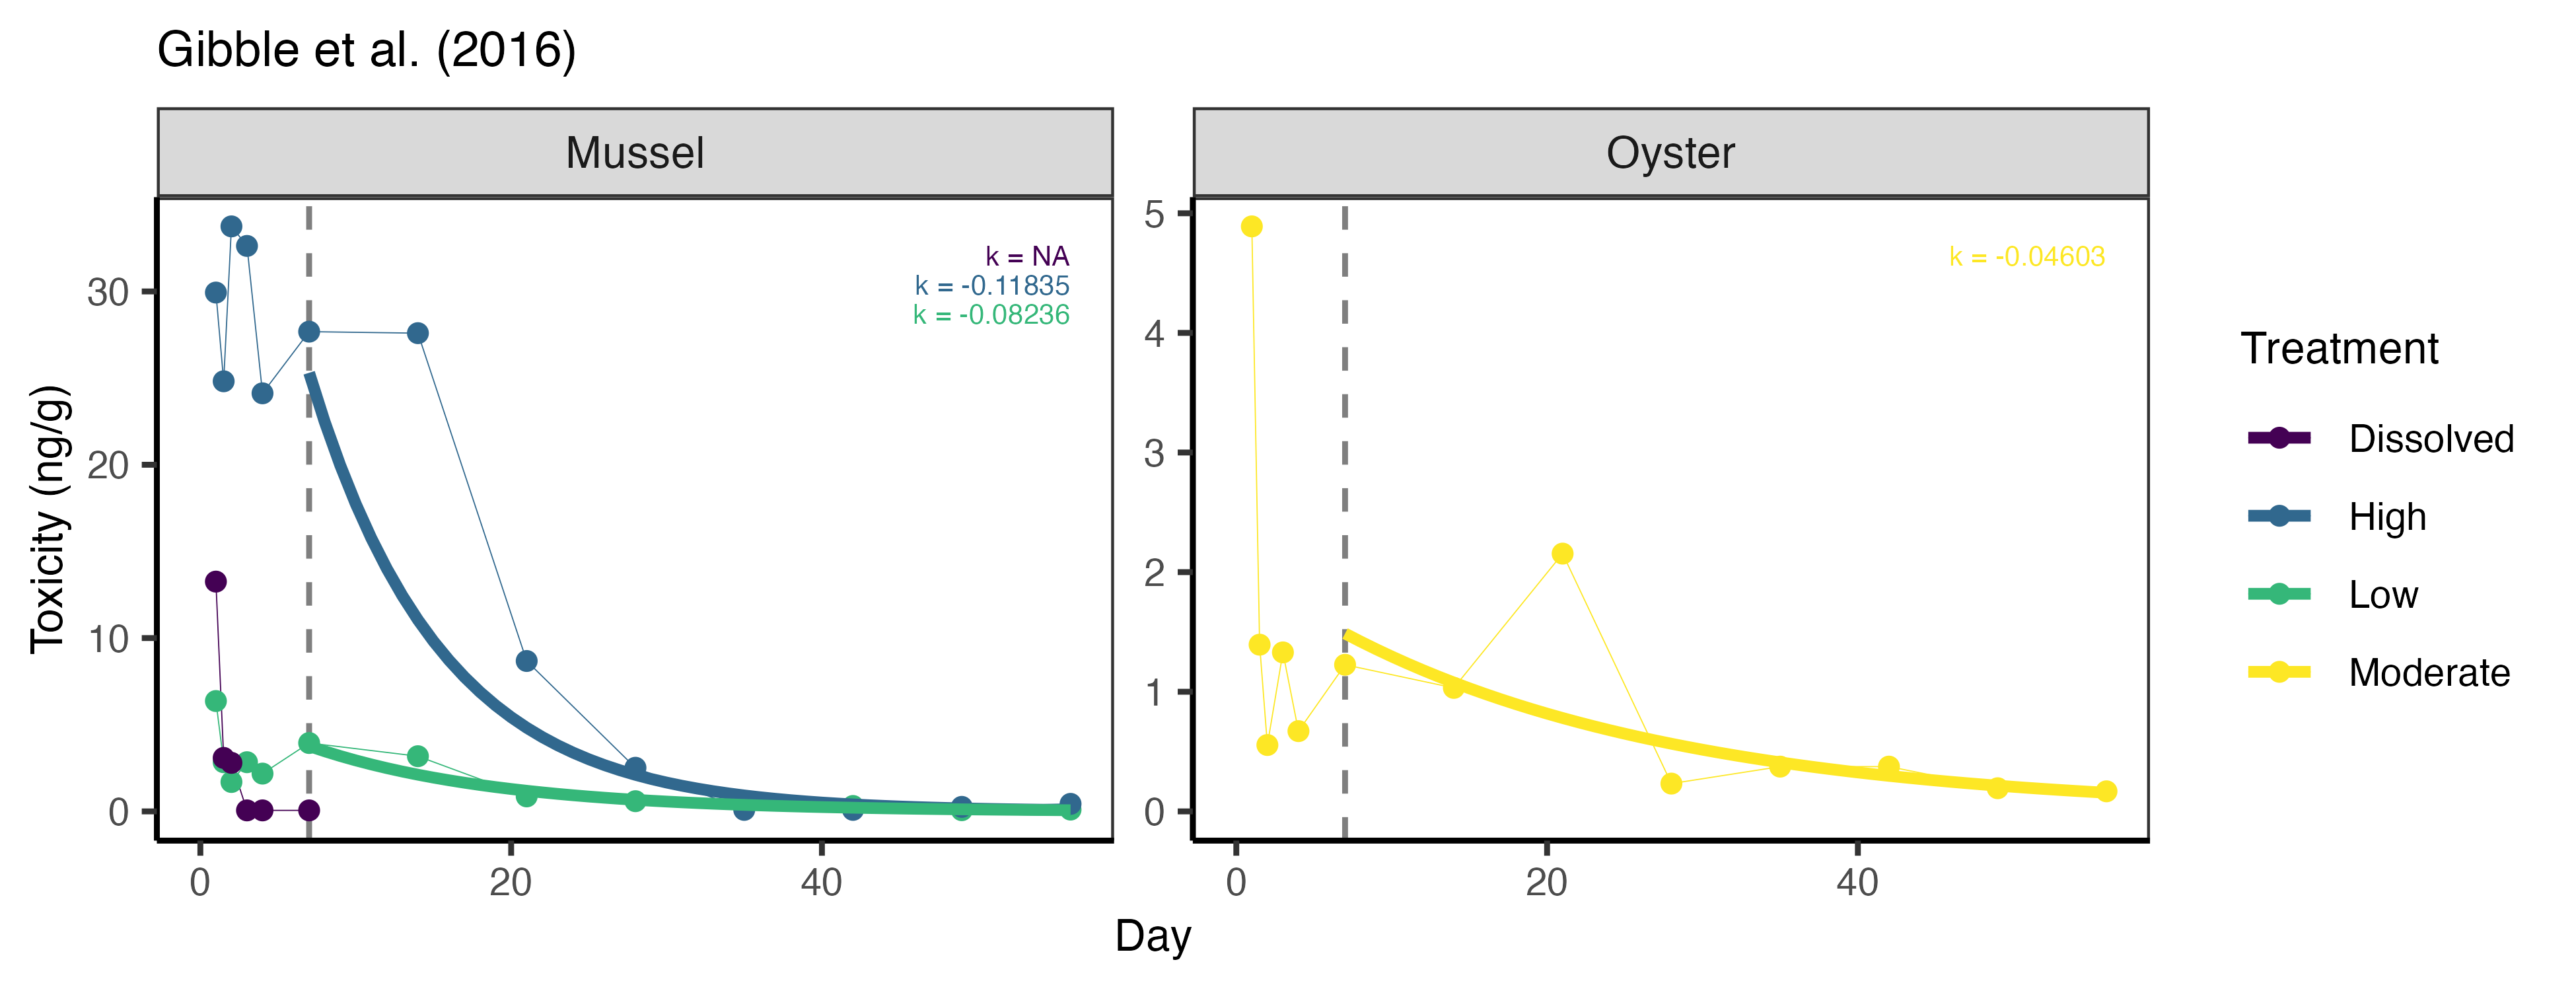 Gibble et al. (2016)
Mussel
Oyster
Toxicity (ng/g)
30
20
10
0
k = NA
k = -0.11835
k = -0.08236
0
20
40
5
4
3
2
1
0
k = -0.04603
0
20
40
Day
Treatment
Dissolved
High
Low
Moderate